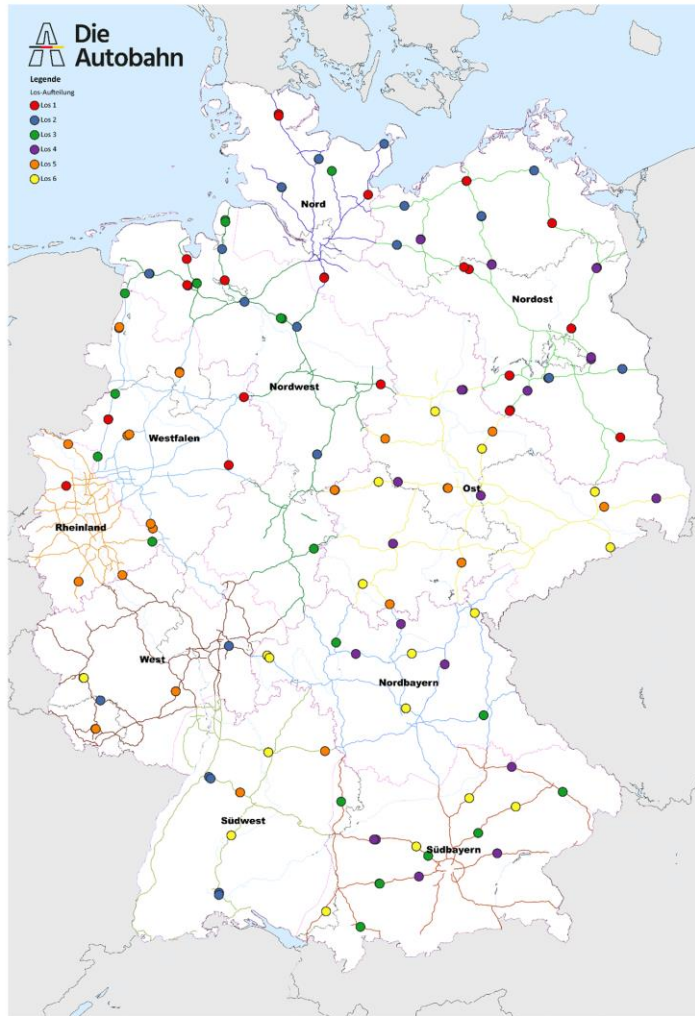 Die
Autobahn
Legende
Los-Aufteilung
Los 1
Los 2
Los 3
Los 4
Los 5
Los 6
Nord
Nordost
Nordwest
Westfalen
Ost
Rheinland
West
Nordbayern
Südwest
Südbayern